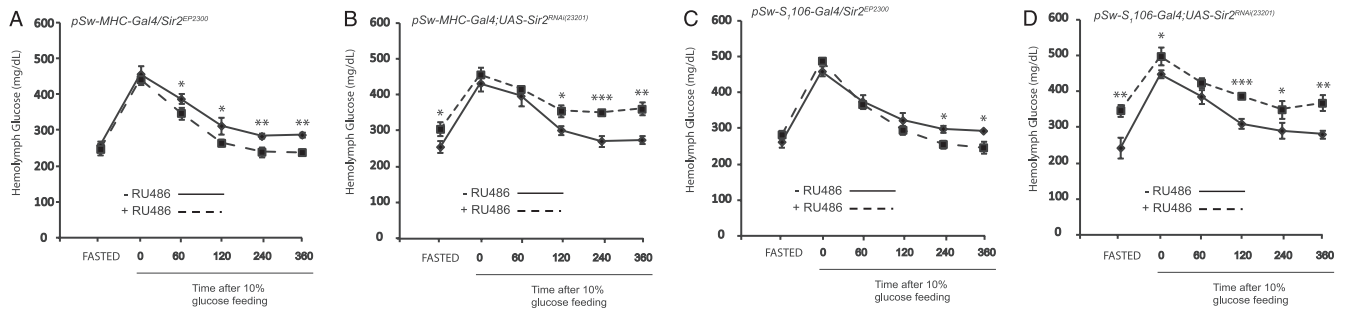 A
pSw-MHC-Gal4/Sir2EP2300
Hemolymph Glucose (mg/dL)
600
500
400
300
200
100
0
* * ** **
- RU486
+ RU486
FASTED 0 60 120 240 360
Time after 10%
glucose feeding
B
pSw-MHC-Gal4;UAS-Sir2RNAi(23201)
Hemolymph Glucose (mg/dL)
600
500
400
300
200
100
0
* * *** **
- RU486
+ RU486
FASTED 0 60 120 240 360
Time after 10%
glucose feeding
C
pSw-S1106-Gal4/Sir2EP2300
Hemolymph Glucose (mg/dL)
600
500
400
300
200
100
0
* *
- RU486
+ RU486
FASTED 0 60 120 240 360
Time after 10%
glucose feeding
D
pSw-S1106-Gal4;UAS-Sir2RNAi(23201)
Hemolymph Glucose (mg/dL)
600
500
400
300
200
100
0
** * *** * **
- RU486
+ RU486
FASTED 0 60 120 240 360
Time after 10%
glucose feeding